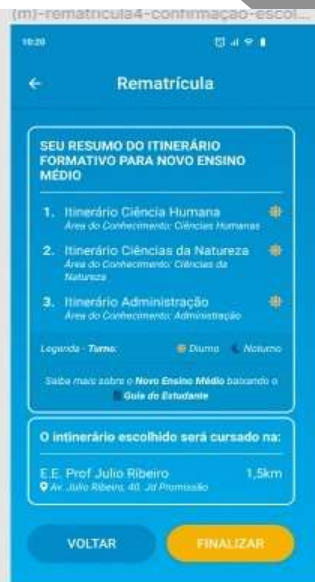 (m)-rematricula4-confirmação-escol...
10:20
Rematrícula
SEU RESUMO DO ITINERÁRIO
FORMATIVO PARA NOVO ENSINO
MÉDIO
1. Itinerário Ciência Humana
Área do Conhecimento: Ciências Humanas
2. Itinerário Ciências da Natureza
Área do Conhecimento: Ciências da
Natureza
3. Itinerário Administração
Área do Conhecimento: Administração
Legenda - Turno: Diurno Noturno
Saiba mais sobre o Novo Ensino Médio baixando o
Guia do Estudante
O intinerário escolhido será cursado na:
E.E. Prof Julio Ribeiro 1,5km
Av. Julio Ribeiro, 40. Jd Promissão
VOLTAR FINALIZAR